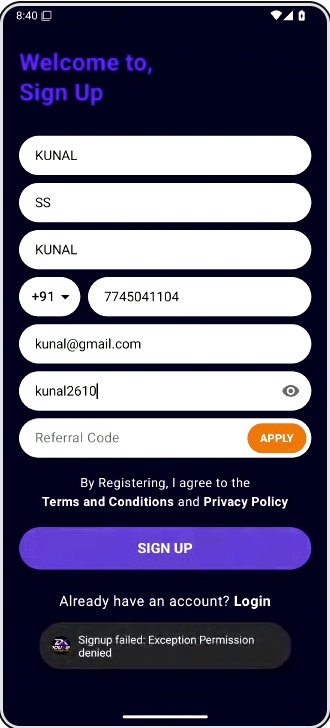 8:40
Welcome to,
Sign Up
KUNAL
SS
KUNAL
+91 7745041104
kunal@gmail.com
kunal2610
Referral Code APPLY
By Registering, I agree to the
Terms and Conditions and Privacy Policy
SIGN UP
Already have an account? Login
Signup failed: Exception Permission
denied